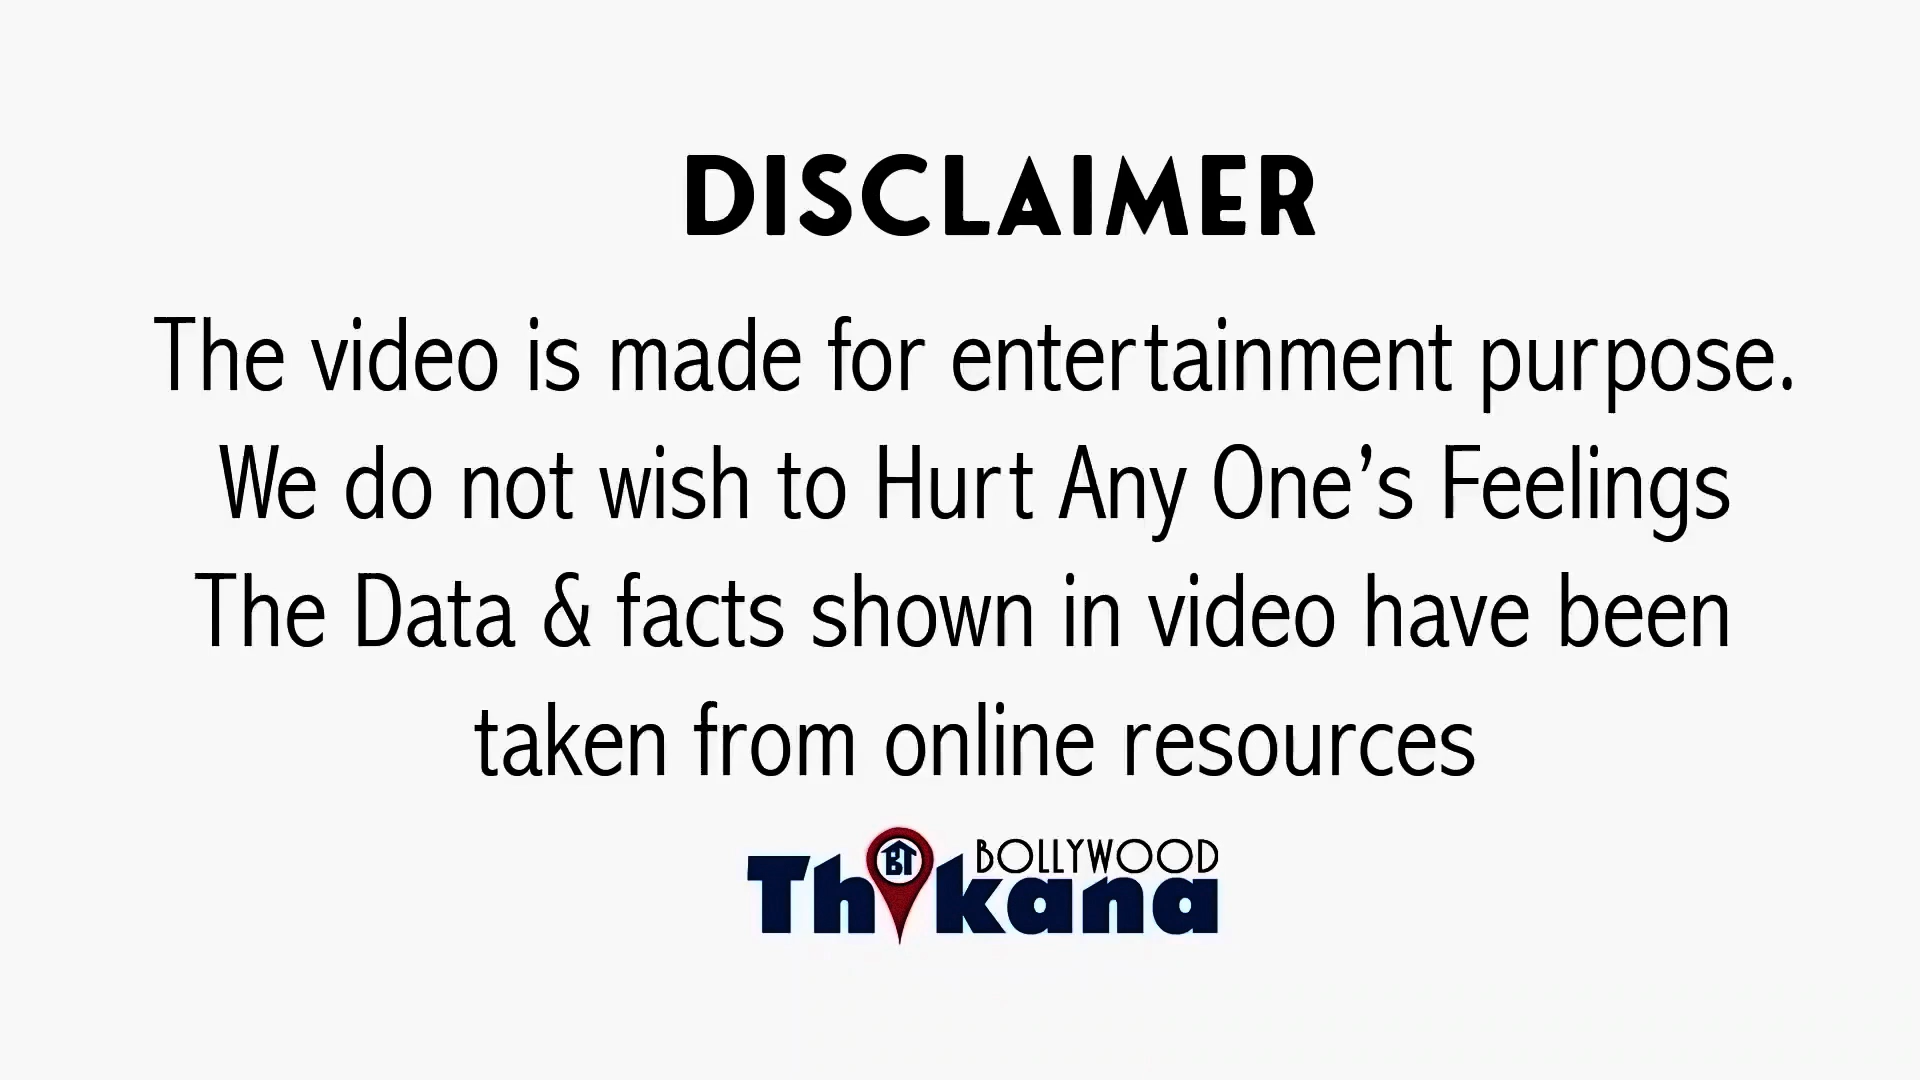 DISCLAIMER
The video is made for entertainment purpose.
We do not wish to Hurt Any One’s Feelings
The Data & facts shown in video have been
taken from online resources
BT
BOLLYWOOD
Thikana